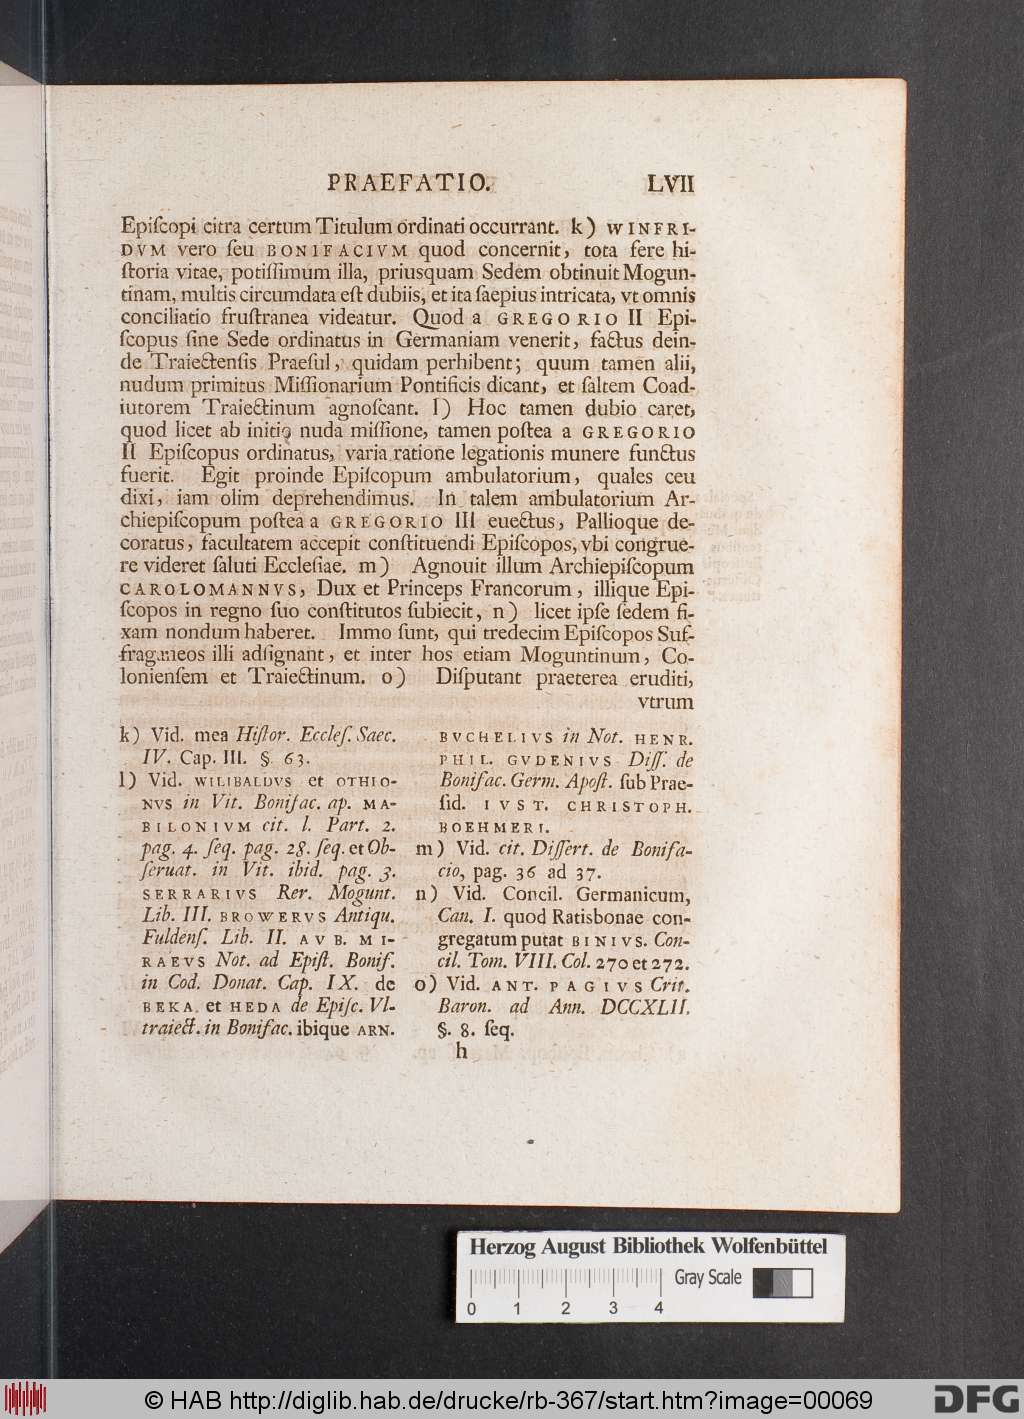 PRAEFATIO. LVII
Epiſcopi citra certum Titulum ordinati occurrant. k) WINFRI-
DVM vero ſeu BONIFACIVM quod concernit, tota fere hi-
ſtoria vitae, potiſſimum illa, priusquam Sedem obtinuit Mogun-
tinam, multis circumdata eſt dubiis, et ita ſaepius intricata, vt omnis
conciliatio fruſtranea videatur. Quod a GREGORIO II Epi-
ſcopus ſine Sede ordinatus in Germaniam venerit, factus dein-
de Traiectenſis Praeſul, quidam perhibent; quum tamen alii,
nudum primitus Miſſionarium Pontificis dicant, et ſaltem Coad-
iutorem Traiectinum agnoſcant. l) Hoc tamen dubio caret,
quod licet ab initio nuda miſſione, tamen poſtea a GREGORIO
II Epiſcopus ordinatus, varia ratione legationis munere functus
fuerit. Egit proinde Epiſcopum ambulatorium, quales ceu
dixi, iam olim deprehendimus. In talem ambulatorium Ar-
chiepiſcopum poſtea a GREGORIO III euectus, Pallioque de-
coratus, facultatem accepit conſtituendi Epiſcopos, vbi congrue-
re videret ſaluti Eccleſiae. m) Agnouit illum Archiepiſcopum
CAROLOMANNVS, Dux et Princeps Francorum, illique Epi-
ſcopos in regno ſuo conſtitutos ſubiecit, n) licet ipſe ſedem fi-
xam nondum haberet. Immo ſunt, qui tredecim Epiſcopos Suf-
fraganeos illi adſignant, et inter hos etiam Moguntinum, Co-
lonienſem et Traiectinum. o) Diſputant praeterea eruditi,
vtrum
k) Vid. mea Hiſtor. Eccleſ. Saec.
IV. Cap. III. §. 63.
l) Vid. WILIBALDVS et OTHLO-
NVS in Vit. Bonifac. ap. MA-
BILONIVM cit. l. Part. 2.
pag. 4. ſeq. pag. 28. ſeq. et Ob-
ſeruat. in Vit. ibid. pag. 3.
SERRARIVS Rer. Mogunt.
Lib. III. BROWERVS Antiqu.
Fuldenſ. Lib. II. AVB. MI-
RAEVS Not. ad Epiſt. Bonif.
in Cod. Donat. Cap. IX. de
BEKA et HEDA de Epiſc. Vl-
traiect. in Bonifac. ibique ARN.
BVCHELIVS in Not. HENR.
PHIL. GVDENIVS Diſſ. de
Bonifac. Germ. Apoſt. ſub Prae-
ſid. IVST. CHRISTOPH.
BOEHMERI.
m) Vid. cit. Diſſert. de Bonifa-
cio, pag. 36 ad 37.
n) Vid. Concil. Germanicum,
Can. I. quod Ratisbonae con-
gregatum putat BINIVS. Con-
cil. Tom. VIII. Col. 270 et 272.
o) Vid. ANT. PAGIVS Crit.
Baron. ad Ann. DCCXLII.
§. 8. ſeq.
h
Herzog August Bibliothek Wolfenbüttel
Gray Scale
0 1 2 3 4
© HAB http://diglib.hab.de/drucke/rb-367/start.htm?image=00069
DFG